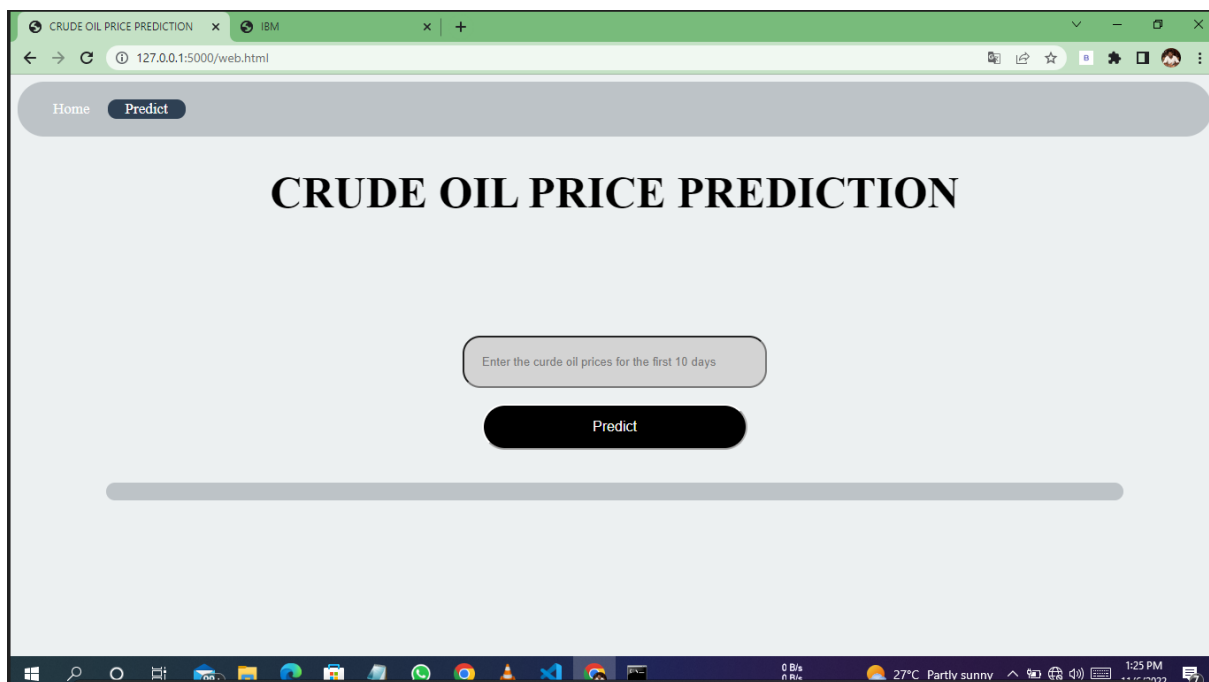 CRUDE OIL PRICE PREDICTION
IBM
127.0.0.1:5000/web.html
B
Home
Predict
CRUDE OIL PRICE PREDICTION
Enter the curde oil prices for the first 10 days
Predict
0 B/s
0 B/s
27°C Partly sunny
1:25 PM